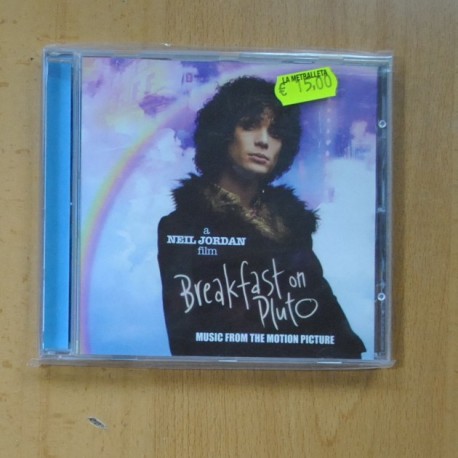 LA METRALLETA
€ 15,00
a
NEIL JORDAN
film
Breakfast on
Pluto
MUSIC FROM THE MOTION PICTURE